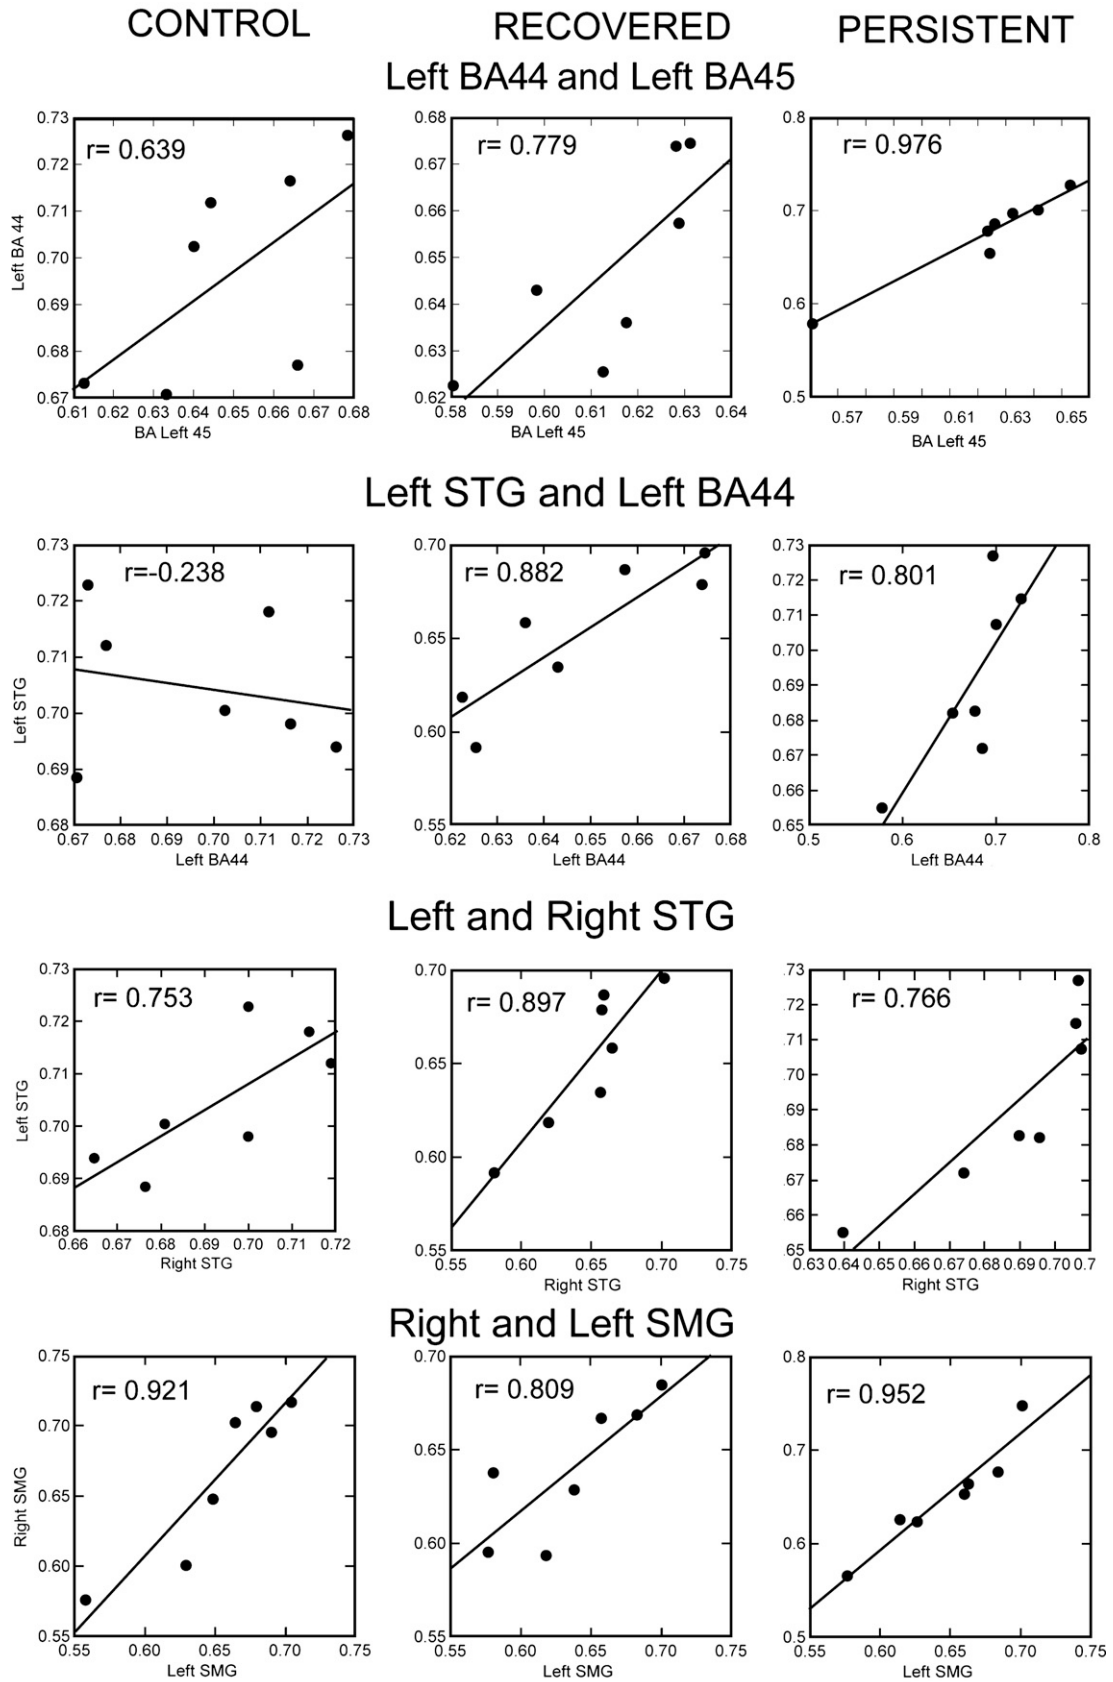 CONTROL RECOVERED PERSISTENT
Left BA44 and Left BA45
r= 0.639
0.73
0.72
0.71
0.70
0.69
0.68
0.67
Left BA 44
0.61 0.62 0.63 0.64 0.65 0.66 0.67 0.68
BA Left 45
r= 0.779
0.68
0.67
0.66
0.65
0.64
0.63
0.62
0.58 0.59 0.60 0.61 0.62 0.63 0.64
BA Left 45
r= 0.976
0.8
0.7
0.6
0.5
0.57 0.59 0.61 0.63 0.65
BA Left 45
Left STG and Left BA44
r=-0.238
0.73
0.72
0.71
0.70
0.69
0.68
Left STG
0.67 0.68 0.69 0.70 0.71 0.72 0.73
Left BA44
r= 0.882
0.70
0.65
0.60
0.55
0.62 0.63 0.64 0.65 0.66 0.67 0.68
Left BA44
r= 0.801
0.73
0.72
0.71
0.70
0.69
0.68
0.67
0.66
0.65
0.5 0.6 0.7 0.8
Left BA44
Left and Right STG
r= 0.753
0.73
0.72
0.71
0.70
0.69
0.68
Left STG
0.66 0.67 0.68 0.69 0.70 0.71 0.72
Right STG
r= 0.897
0.70
0.65
0.60
0.55
0.55 0.60 0.65 0.70 0.75
Right STG
r= 0.766
.73
.72
.71
.70
.69
.68
.67
.66
.65
0.63 0.64 0.65 0.66 0.67 0.68 0.69 0.70 0.7
Right STG
Right and Left SMG
r= 0.921
0.75
0.70
0.65
0.60
0.55
Right SMG
0.55 0.60 0.65 0.70 0.75
Left SMG
r= 0.809
0.70
0.65
0.60
0.55
0.55 0.60 0.65 0.70 0.75
Left SMG
r= 0.952
0.8
0.7
0.6
0.5
0.55 0.60 0.65 0.70 0.75
Left SMG